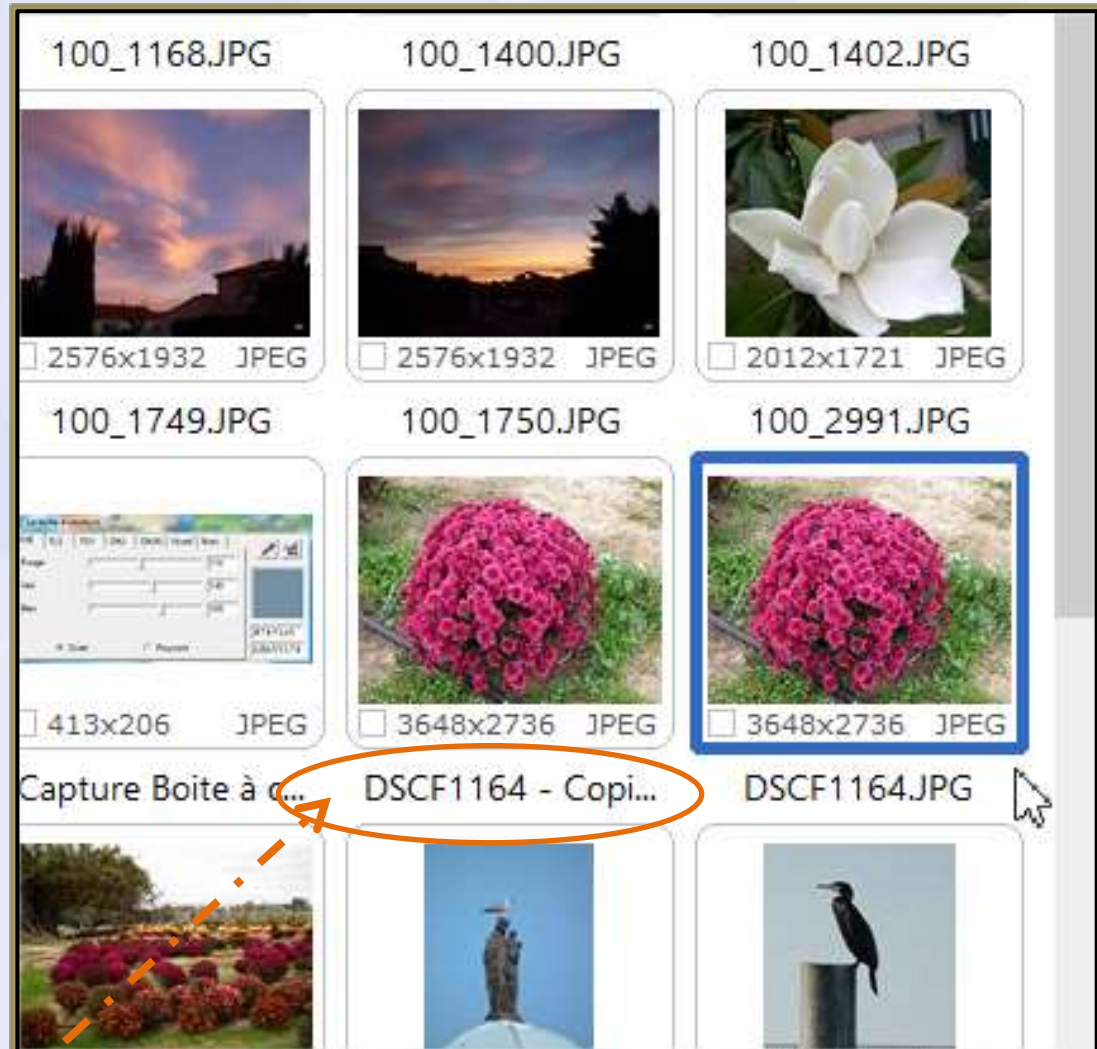 100_1168.JPG 100_1400.JPG 100_1402.JPG
2576x1932 JPEG 2576x1932 JPEG 2012x1721 JPEG
100_1749.JPG 100_1750.JPG 100_2991.JPG
413x206 JPEG 3648x2736 JPEG 3648x2736 JPEG
Capture Boite à c... DSCF1164 - Copi... DSCF1164.JPG